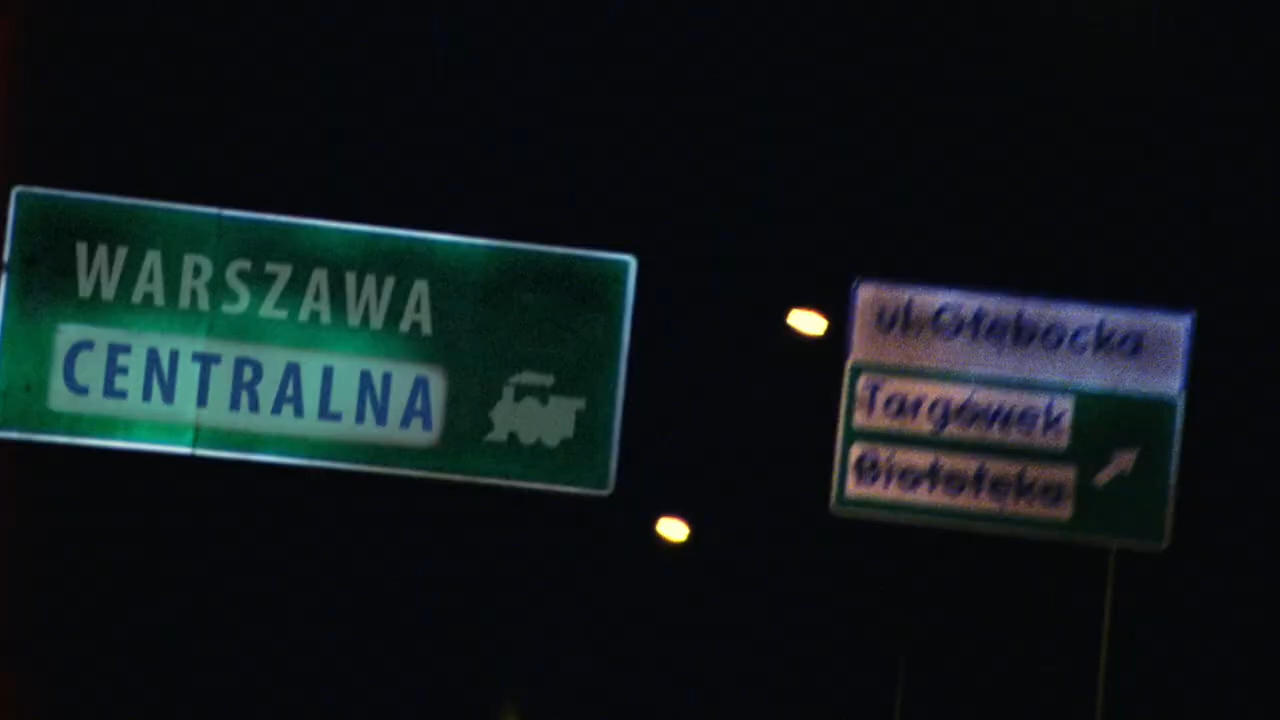 WARSZAWA
CENTRALNA
ul. Głębocka
Targówek
Białołęka